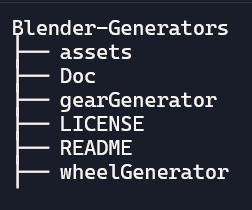 Blender-Generators
├── assets
├── Doc
├── gearGenerator
├── LICENSE
├── README
├── wheelGenerator